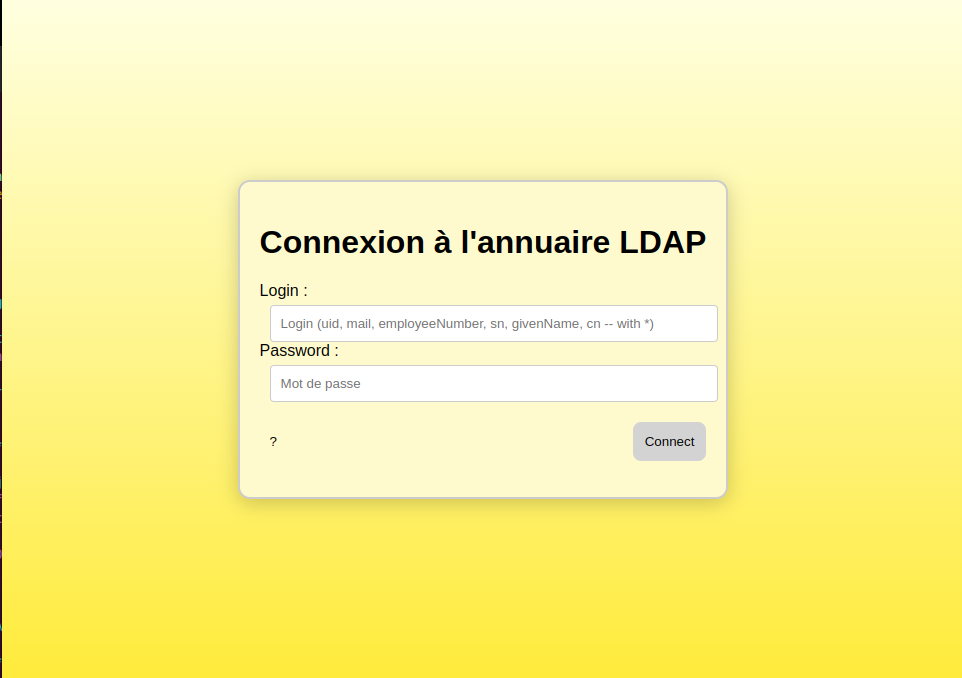 Connexion à l'annuaire LDAP
Login :
Login (uid, mail, employeeNumber, sn, givenName, cn -- with *)
Password :
Mot de passe
? Connect